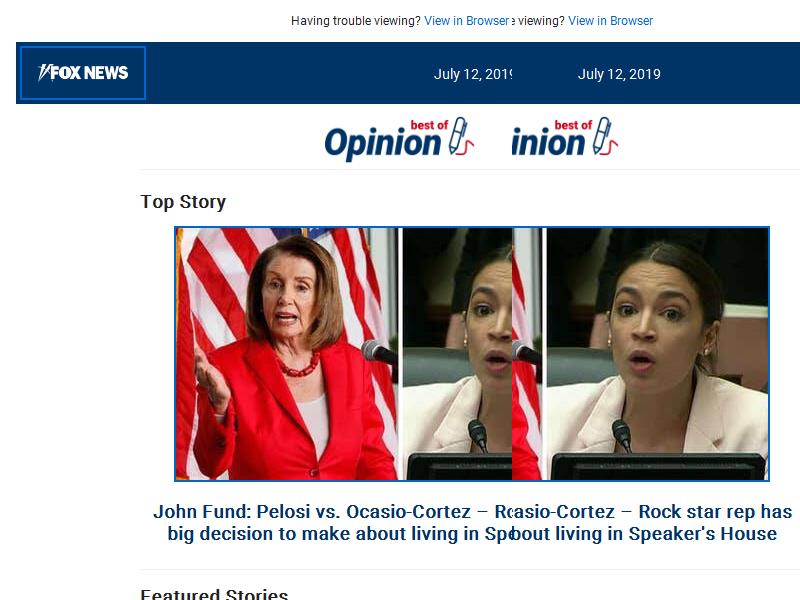 Having trouble viewing? View in Browser e viewing? View in Browser
FOX NEWS July 12, 2019 July 12, 2019
best of best of
Opinion inion
Top Story
John Fund: Pelosi vs. Ocasio-Cortez – Rcasio-Cortez – Rock star rep has
big decision to make about living in Spebout living in Speaker's House
Featured Stories